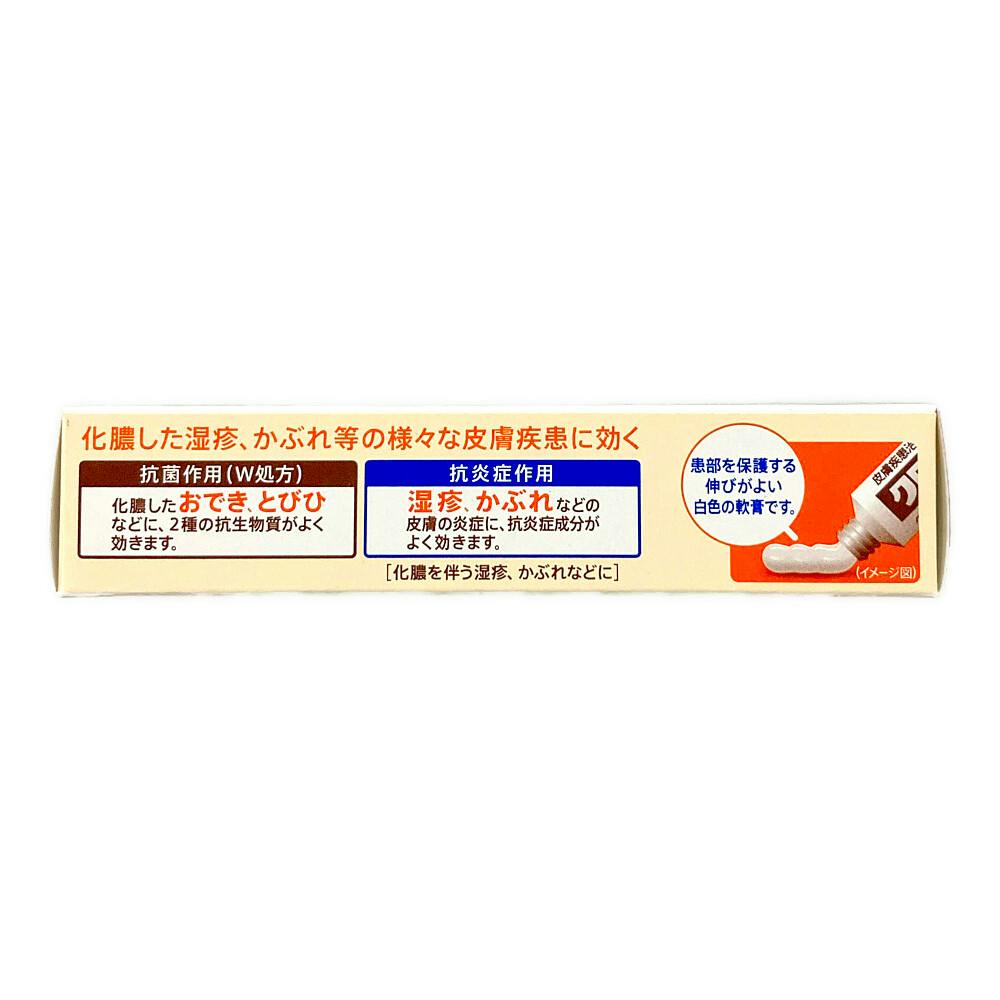 化膿した湿疹、かぶれ等の様々な皮膚疾患に効く
抗菌作用(W処方)
化膿したおでき、とびひ
などに、2種の抗生物質がよく
効きます。
抗炎症作用
湿疹、かぶれなどの
皮膚の炎症に、抗炎症成分が
よく効きます。
[化膿を伴う湿疹、かぶれなどに]
患部を保護する
伸びがよい
白色の軟膏です。
皮膚疾患治
(イメージ図)